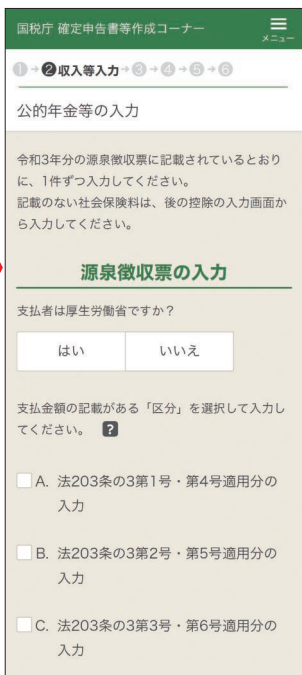 国税庁 確定申告書等作成コーナー
メニュー
1→2収入等入力→3→4→5→6
公的年金等の入力
令和3年分の源泉徴収票に記載されているとおり
に、1件ずつ入力してください。
記載のない社会保険料は、後の控除の入力画面か
ら入力してください。
源泉徴収票の入力
支払者は厚生労働省ですか？
はい いいえ
支払金額の記載がある「区分」を選択して入力し
てください。 ?
A. 法203条の3第1号・第4号適用分の
入力
B. 法203条の3第2号・第5号適用分の
入力
C. 法203条の3第3号・第6号適用分の
入力